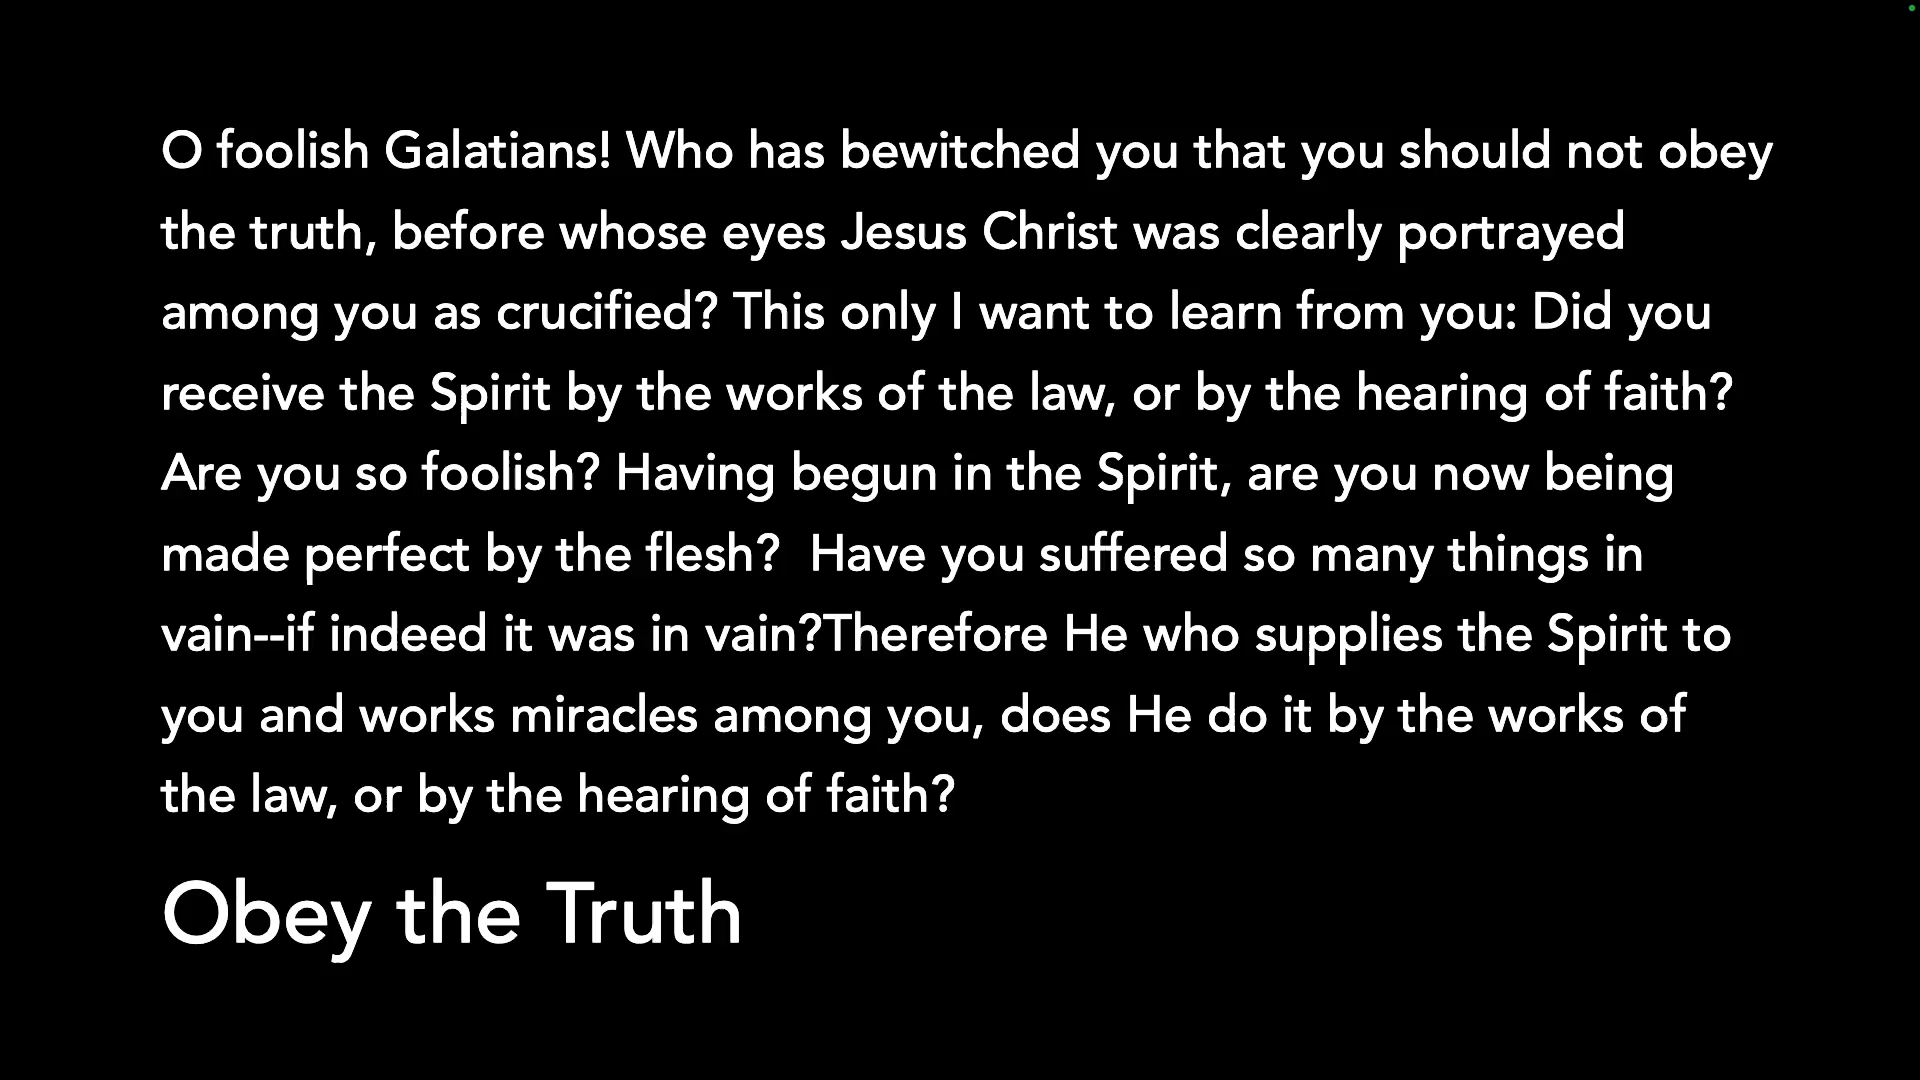 O foolish Galatians! Who has bewitched you that you should not obey
the truth, before whose eyes Jesus Christ was clearly portrayed
among you as crucified? This only I want to learn from you: Did you
receive the Spirit by the works of the law, or by the hearing of faith?
Are you so foolish? Having begun in the Spirit, are you now being
made perfect by the flesh?  Have you suffered so many things in
vain--if indeed it was in vain?Therefore He who supplies the Spirit to
you and works miracles among you, does He do it by the works of
the law, or by the hearing of faith?
Obey the Truth